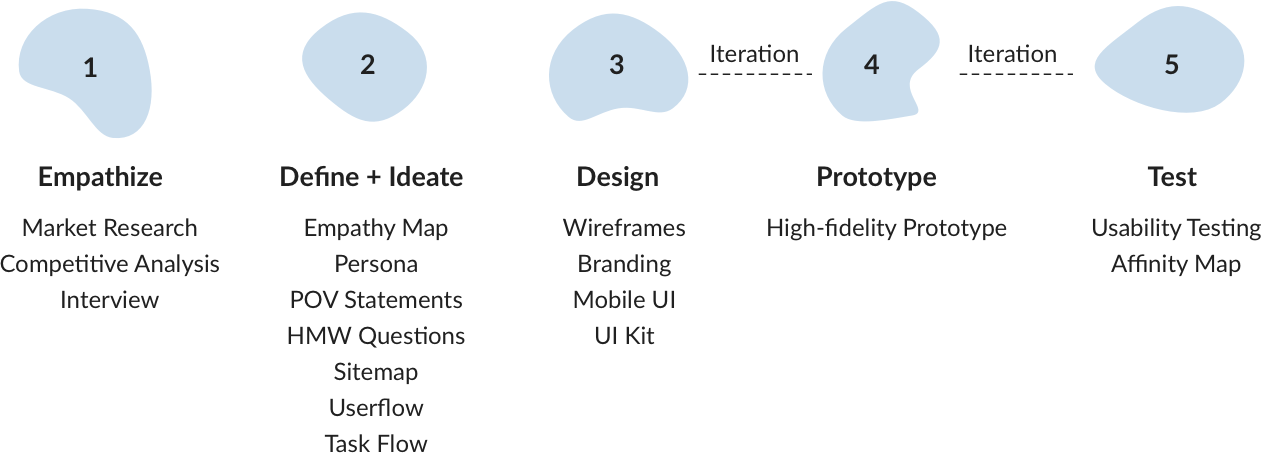 1
2
3
Iteration
4
Iteration
5
Empathize
Market Research
Competitive Analysis
Interview
Define + Ideate
Empathy Map
Persona
POV Statements
HMW Questions
Sitemap
Userflow
Task Flow
Design
Wireframes
Branding
Mobile UI
UI Kit
Prototype
High-fidelity Prototype
Test
Usability Testing
Affinity Map